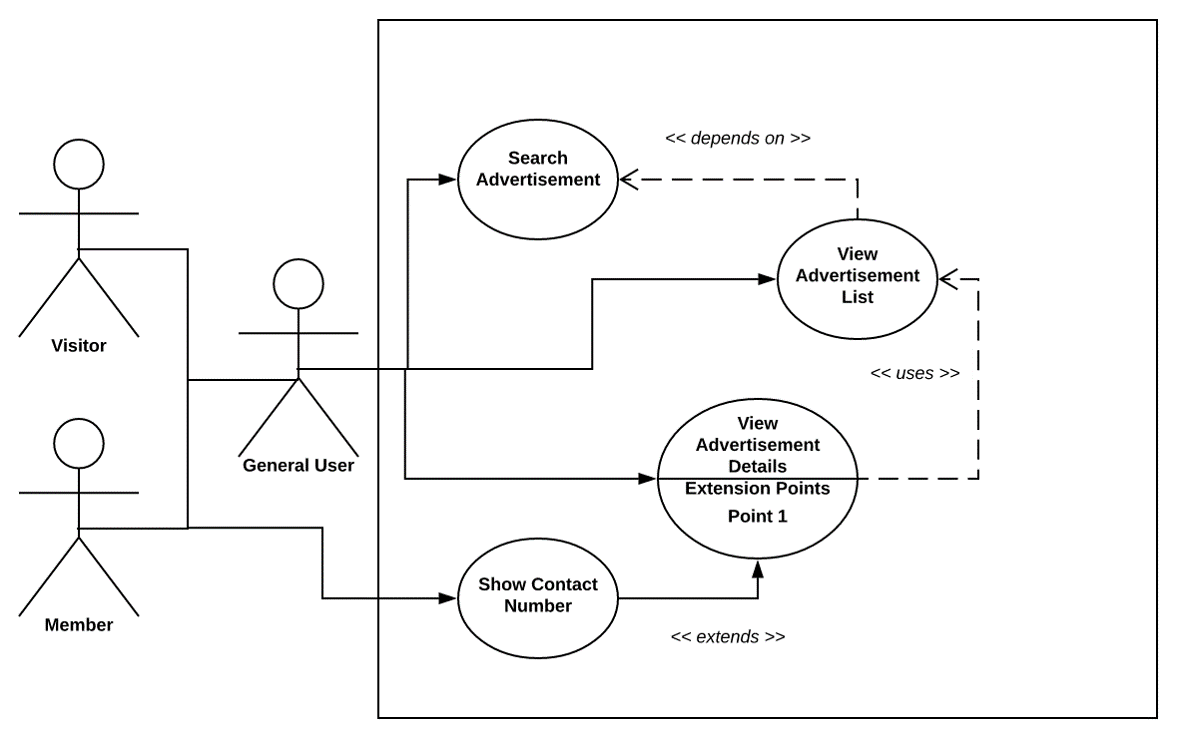 << depends on >>
Search
Advertisement
View
Advertisement
List
Visitor
<< uses >>
General User
View
Advertisement
Details
Extension Points
Point 1
Show Contact
Number
Member
<< extends >>